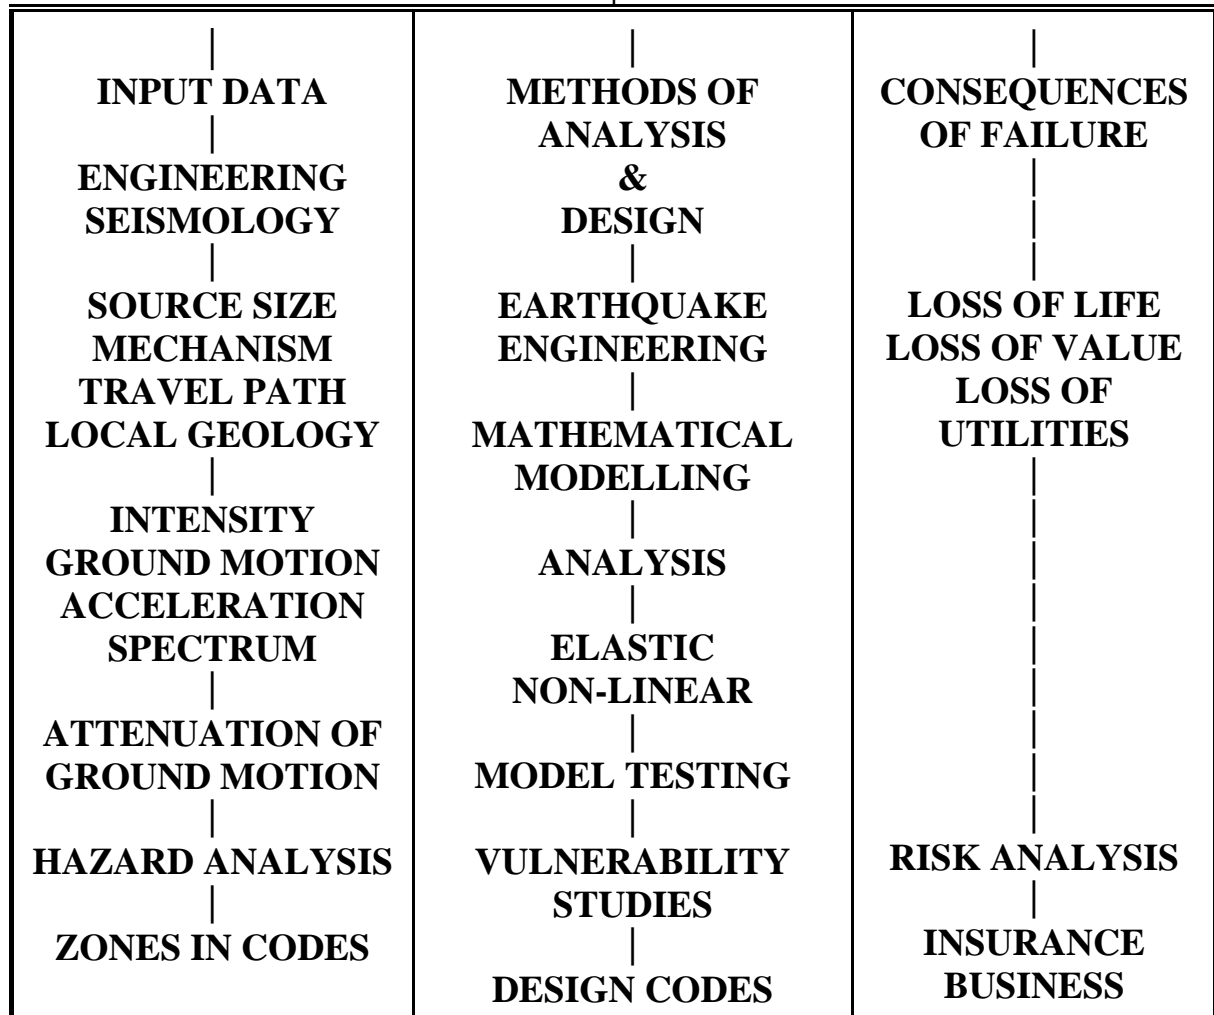 INPUT DATA
ENGINEERING
SEISMOLOGY
SOURCE SIZE
MECHANISM
TRAVEL PATH
LOCAL GEOLOGY
INTENSITY
GROUND MOTION
ACCELERATION
SPECTRUM
ATTENUATION OF
GROUND MOTION
HAZARD ANALYSIS
ZONES IN CODES
METHODS OF
ANALYSIS
&
DESIGN
EARTHQUAKE
ENGINEERING
MATHEMATICAL
MODELLING
ANALYSIS
ELASTIC
NON-LINEAR
MODEL TESTING
VULNERABILITY
STUDIES
DESIGN CODES
CONSEQUENCES
OF FAILURE
LOSS OF LIFE
LOSS OF VALUE
LOSS OF
UTILITIES
RISK ANALYSIS
INSURANCE
BUSINESS